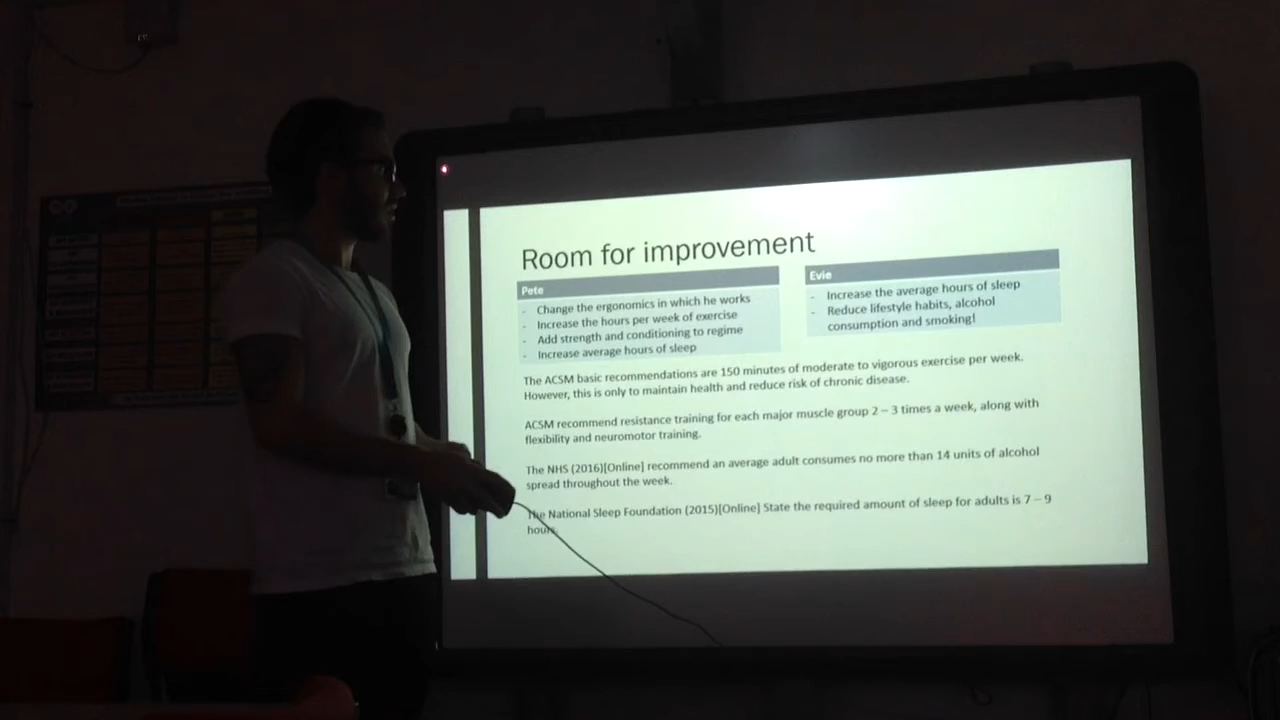 Room for improvement
Pete
- Change the ergonomics in which he works
- Increase the hours per week of exercise
- Add strength and conditioning to regime
- Increase average hours of sleep
Evie
- Increase the average hours of sleep
- Reduce lifestyle habits, alcohol
consumption and smoking!
The ACSM basic recommendations are 150 minutes of moderate to vigorous exercise per week.
However, this is only to maintain health and reduce risk of chronic disease.
ACSM recommend resistance training for each major muscle group 2 – 3 times a week, along with
flexibility and neuromotor training.
The NHS (2016)[Online] recommend an average adult consumes no more than 14 units of alcohol
spread throughout the week.
The National Sleep Foundation (2015)[Online] State the required amount of sleep for adults is 7 – 9
hours.